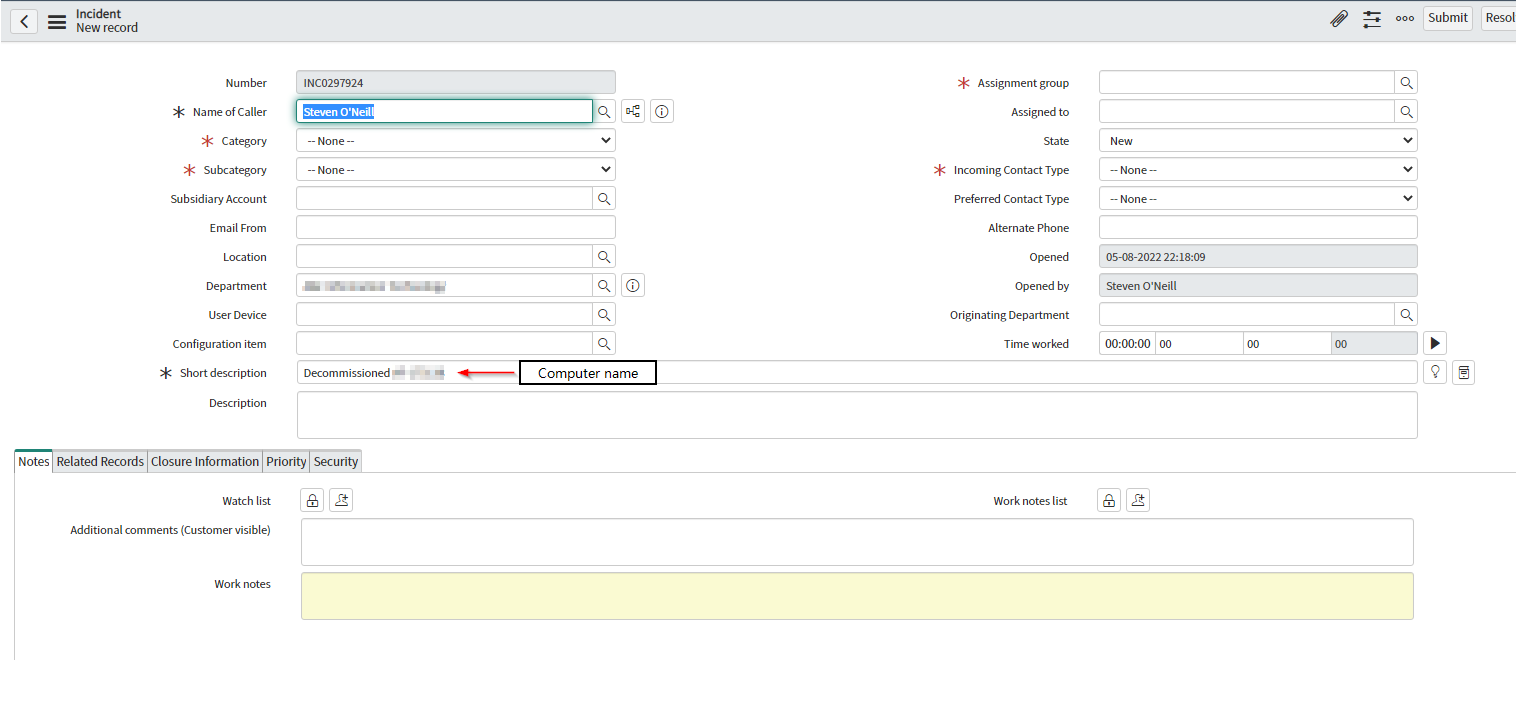 Incident
New record
Submit
Resol
Number
INC0297924
Assignment group
Name of Caller
Steven O'Neill
Assigned to
Category
-- None --
State
New
Subcategory
-- None --
Incoming Contact Type
-- None --
Subsidiary Account
Preferred Contact Type
-- None --
Email From
Alternate Phone
Location
Opened
05-08-2022 22:18:09
Department
Opened by
Steven O'Neill
User Device
Originating Department
Configuration item
Time worked
00:00:00
00
00
00
Short description
Decommissioned
Computer name
Description
Notes
Related Records
Closure Information
Priority
Security
Watch list
Work notes list
Additional comments (Customer visible)
Work notes